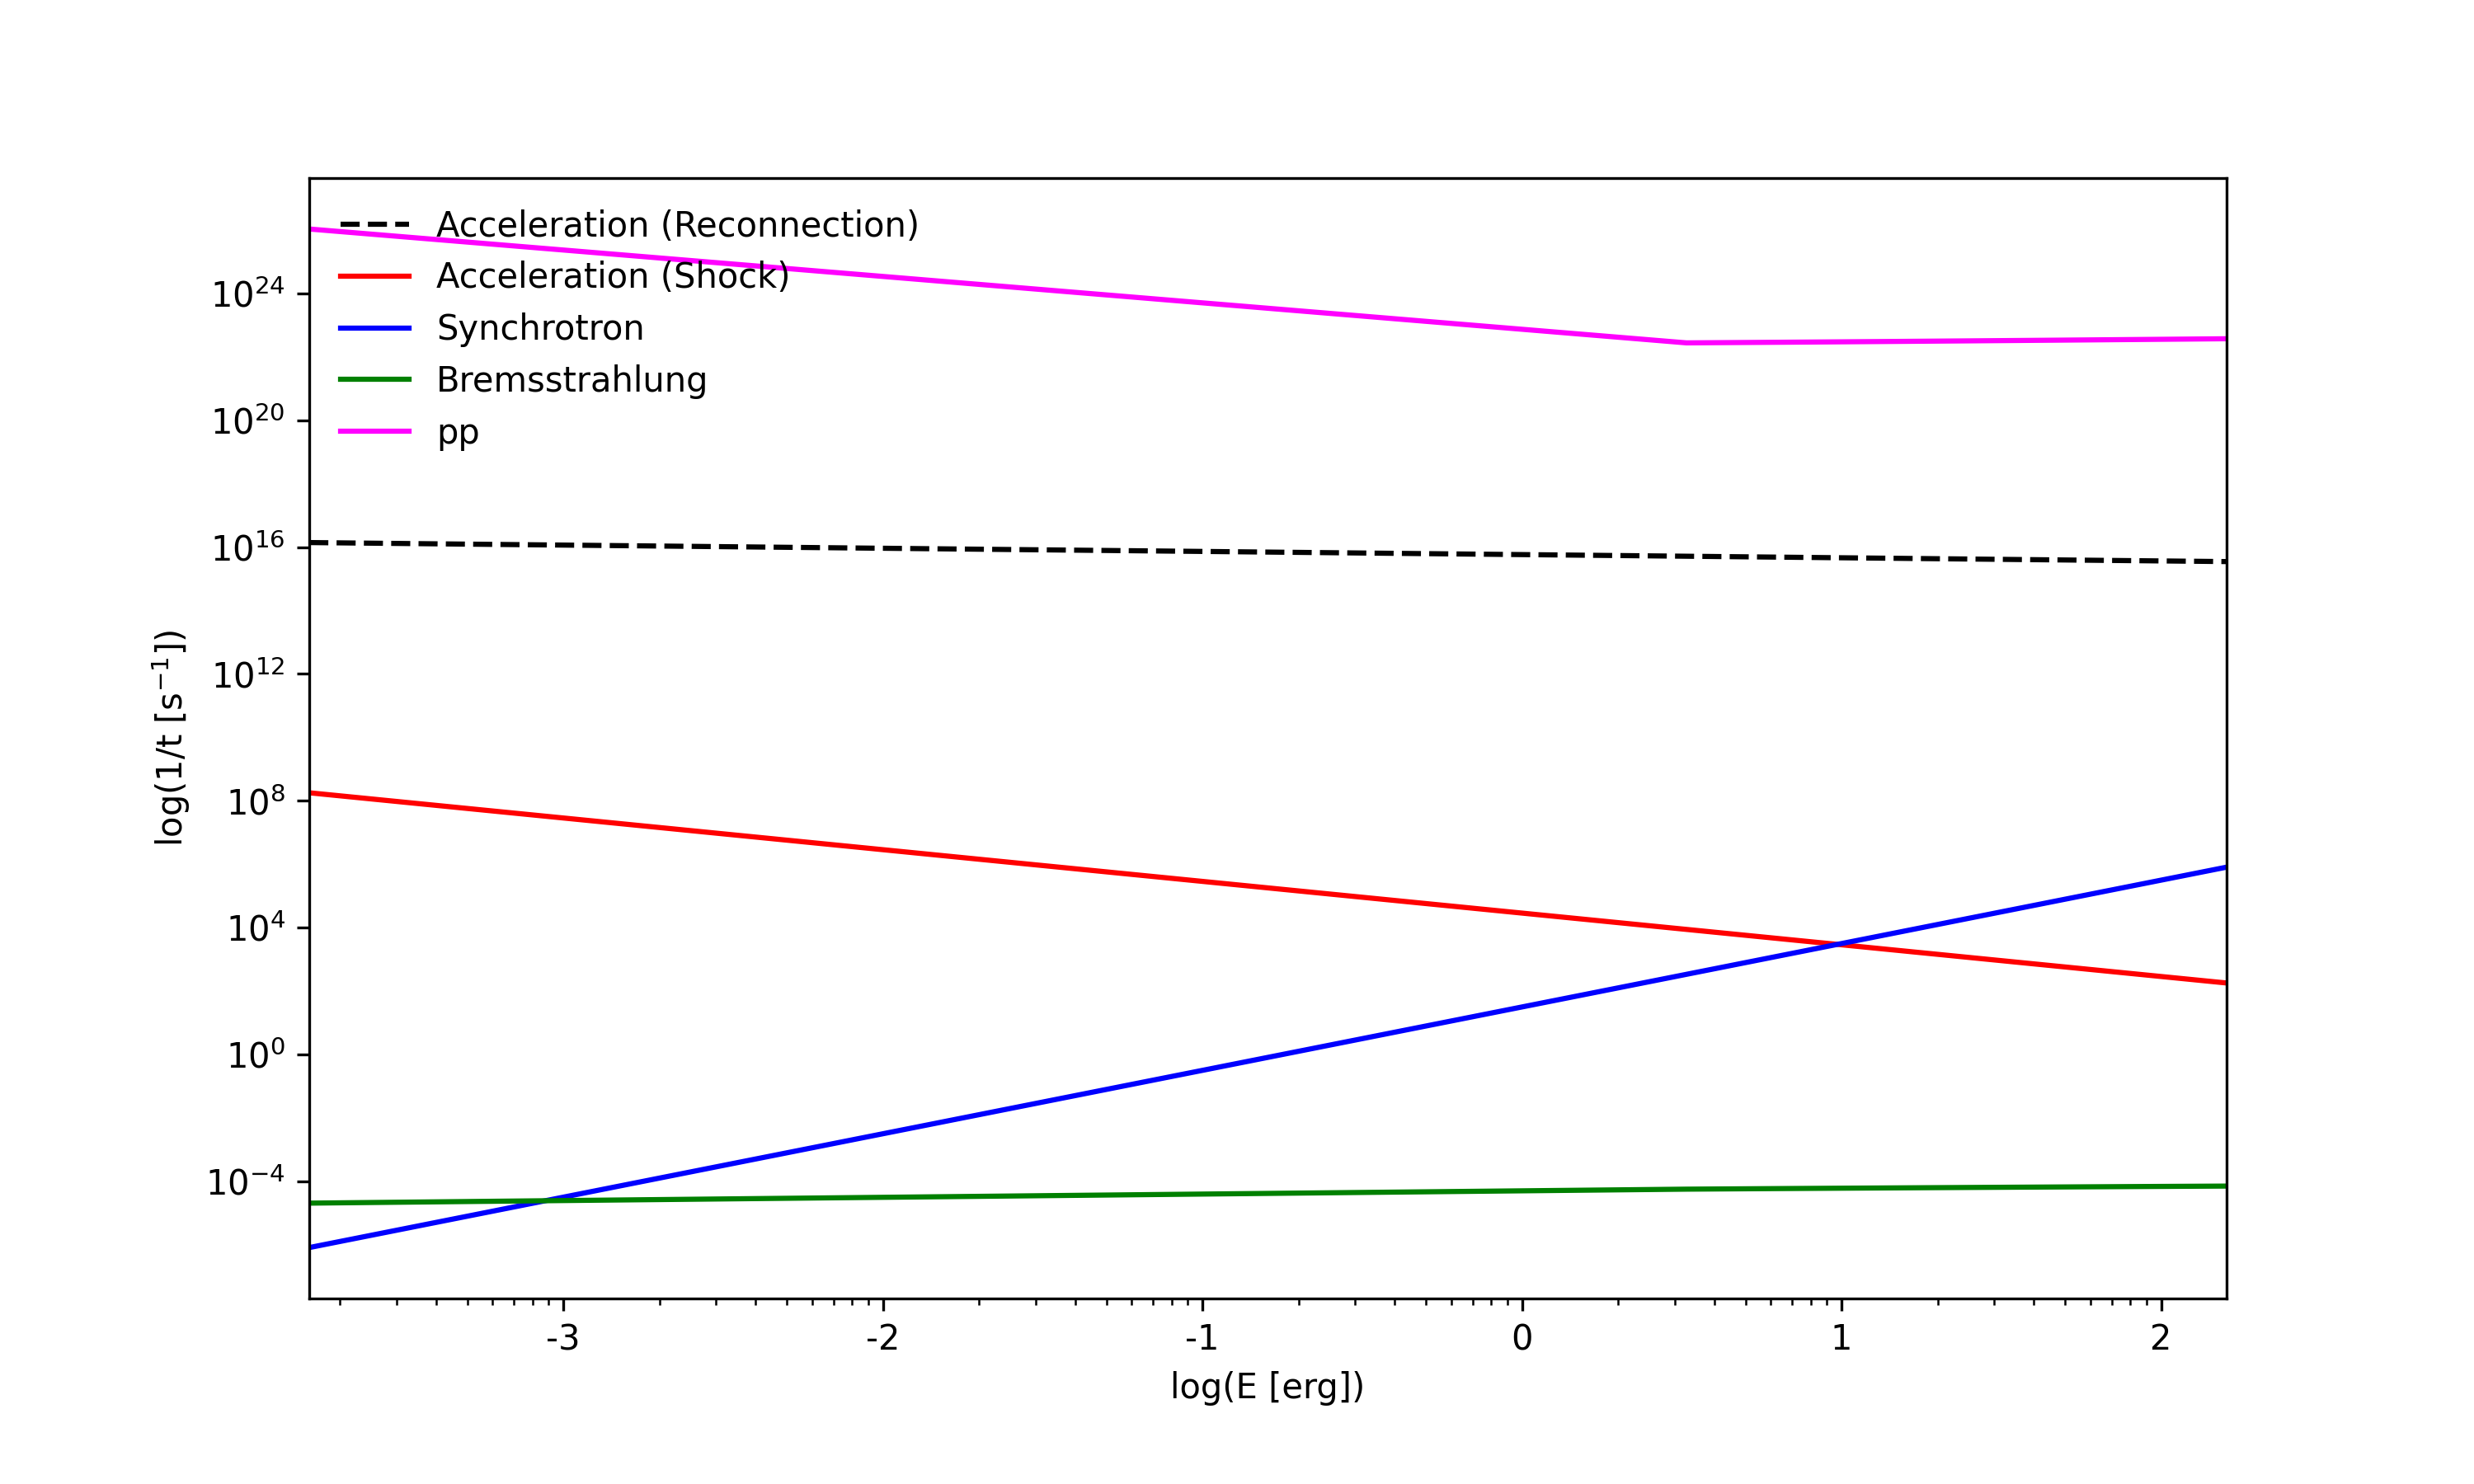 Acceleration (Reconnection)
Acceleration (Shock)
Synchrotron
Bremsstrahlung
pp
10²⁴
10²⁰
10¹⁶
10¹²
10⁸
10⁴
10⁰
10⁻⁴
log(1/t [s⁻¹])
-3 -2 -1 0 1 2
log(E [erg])